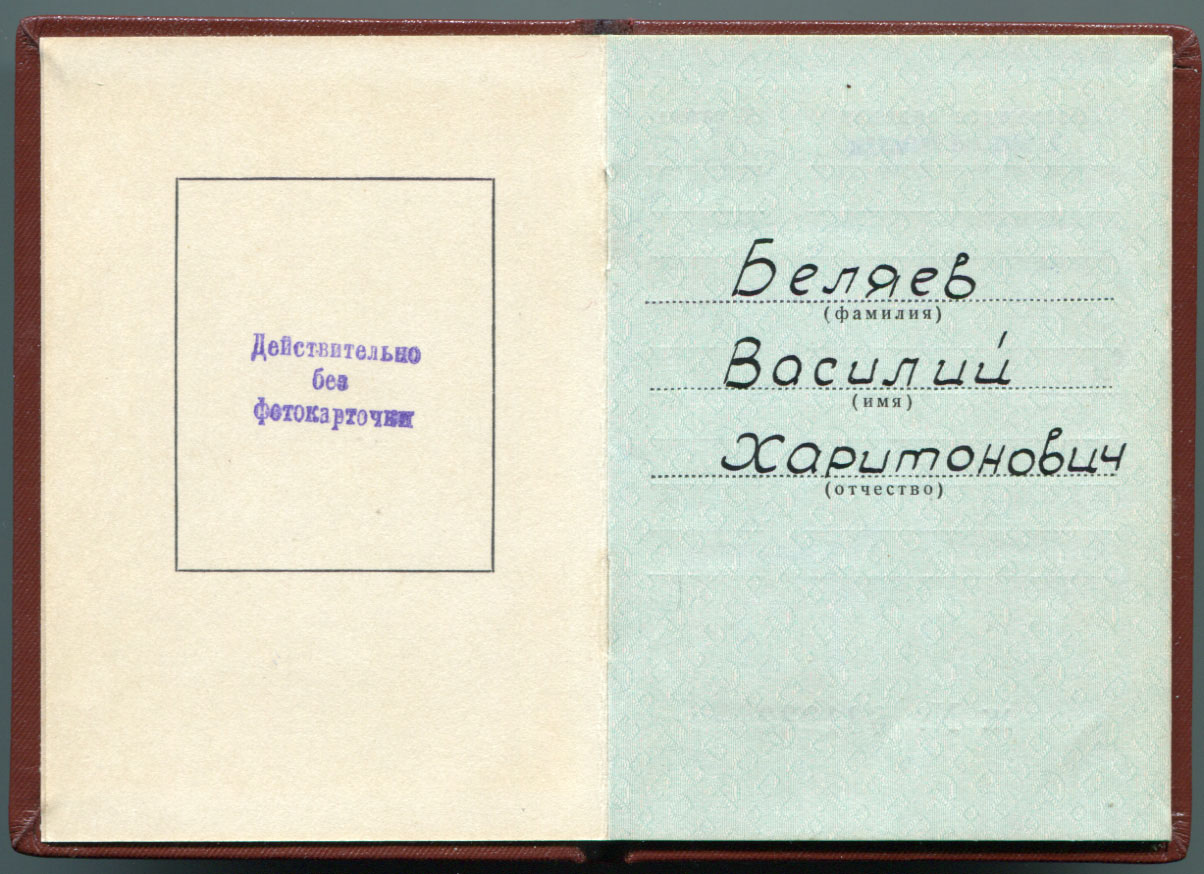 Действительно
без
фотокарточки
Беляев
(фамилия)
Василий
(имя)
Харитонович
(отчество)